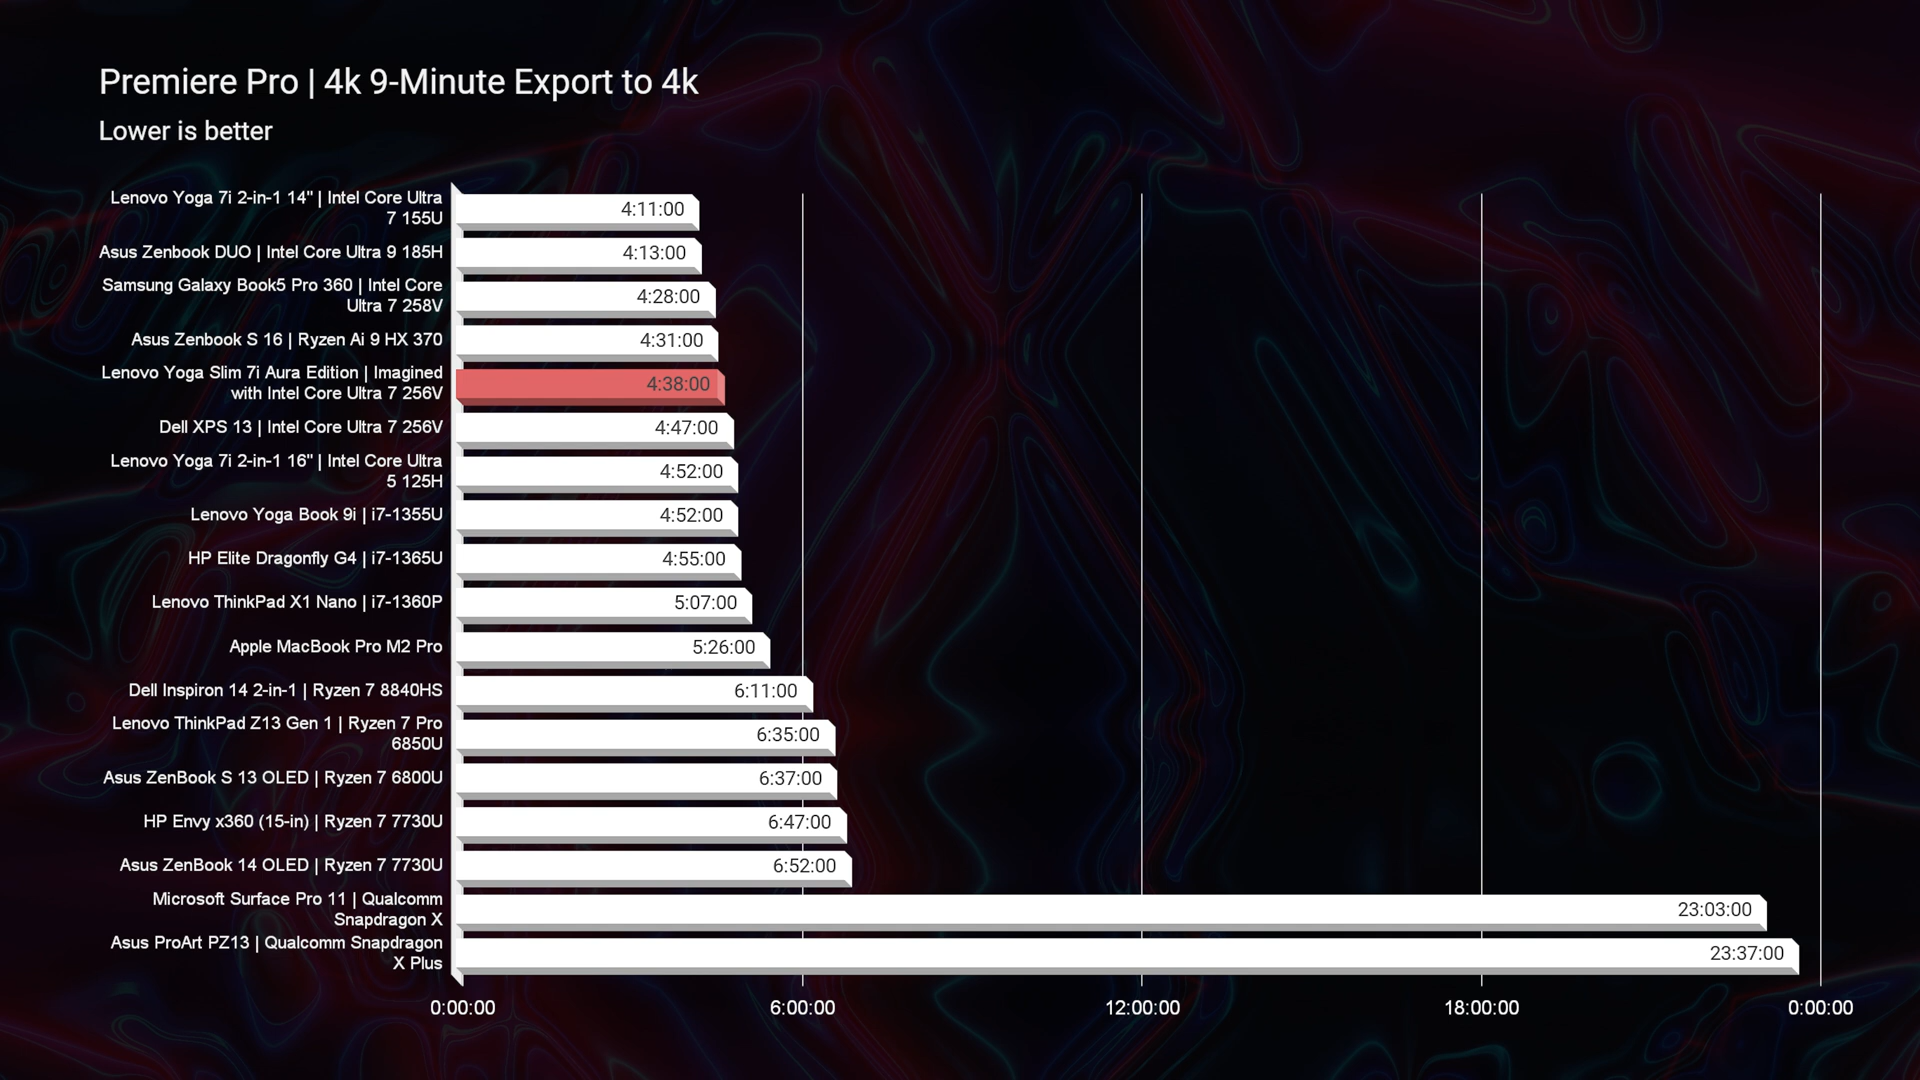 Premiere Pro | 4k 9-Minute Export to 4k
Lower is better
Lenovo Yoga 7i 2-in-1 14" | Intel Core Ultra
7 155U
4:11:00
Asus Zenbook DUO | Intel Core Ultra 9 185H
4:13:00
Samsung Galaxy Book5 Pro 360 | Intel Core
Ultra 7 258V
4:28:00
Asus Zenbook S 16 | Ryzen Ai 9 HX 370
4:31:00
Lenovo Yoga Slim 7i Aura Edition | Imagined
with Intel Core Ultra 7 256V
4:38:00
Dell XPS 13 | Intel Core Ultra 7 256V
4:47:00
Lenovo Yoga 7i 2-in-1 16" | Intel Core Ultra
5 125H
4:52:00
Lenovo Yoga Book 9i | i7-1355U
4:52:00
HP Elite Dragonfly G4 | i7-1365U
4:55:00
Lenovo ThinkPad X1 Nano | i7-1360P
5:07:00
Apple MacBook Pro M2 Pro
5:26:00
Dell Inspiron 14 2-in-1 | Ryzen 7 8840HS
6:11:00
Lenovo ThinkPad Z13 Gen 1 | Ryzen 7 Pro
6850U
6:35:00
Asus ZenBook S 13 OLED | Ryzen 7 6800U
6:37:00
HP Envy x360 (15-in) | Ryzen 7 7730U
6:47:00
Asus ZenBook 14 OLED | Ryzen 7 7730U
6:52:00
Microsoft Surface Pro 11 | Qualcomm
Snapdragon X
23:03:00
Asus ProArt PZ13 | Qualcomm Snapdragon
X Plus
23:37:00
0:00:00 6:00:00 12:00:00 18:00:00 0:00:00